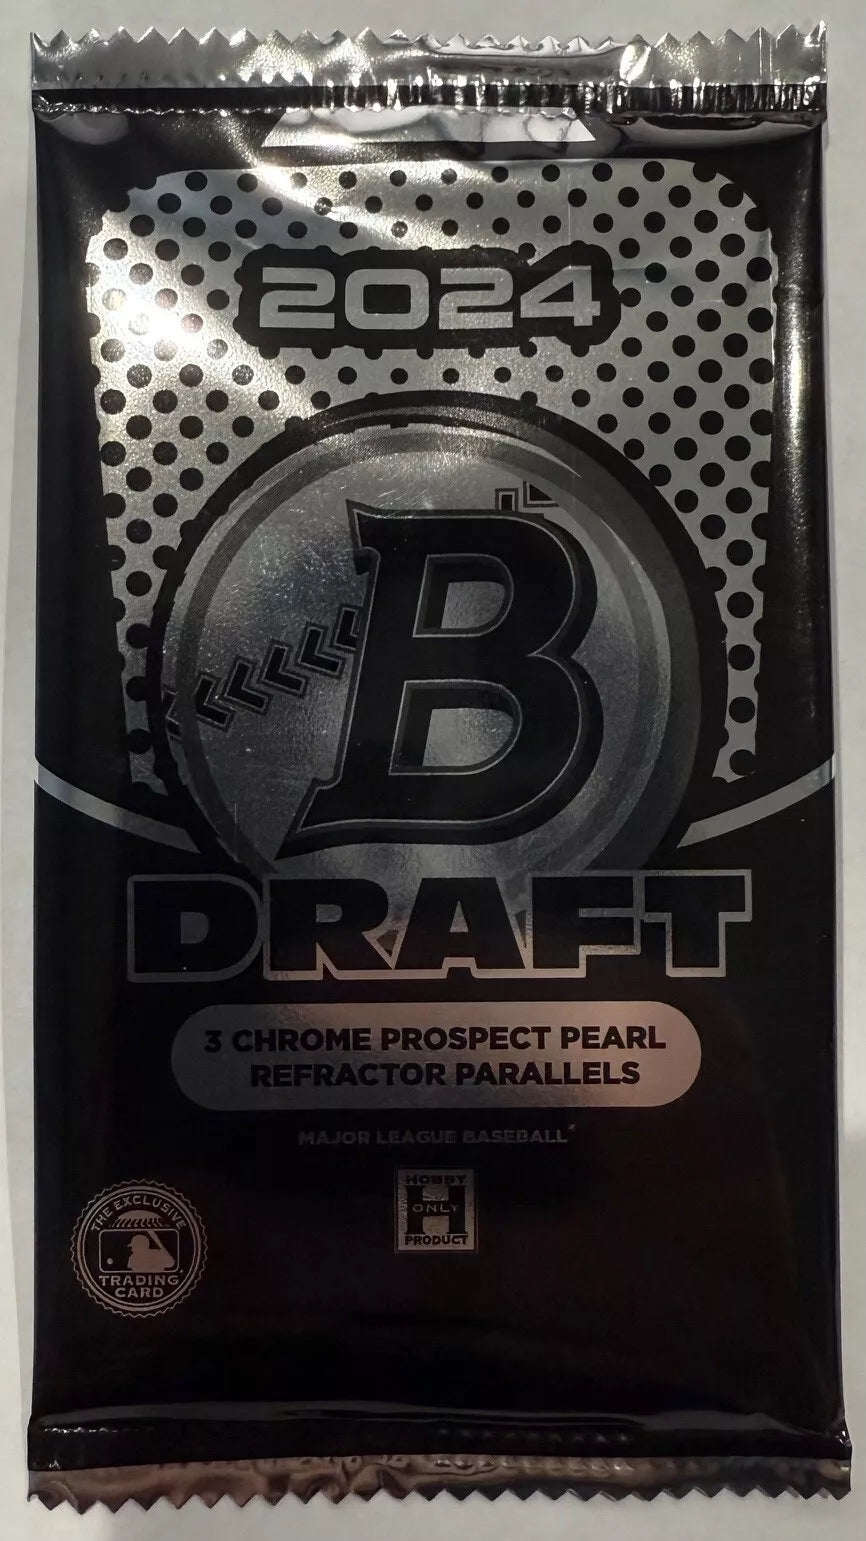 2024
B
DRAFT
3 CHROME PROSPECT PEARL
REFRACTOR PARALLELS
MAJOR LEAGUE BASEBALL®
HOBBY
H
ONLY
PRODUCT
THE EXCLUSIVE
TRADING
CARD